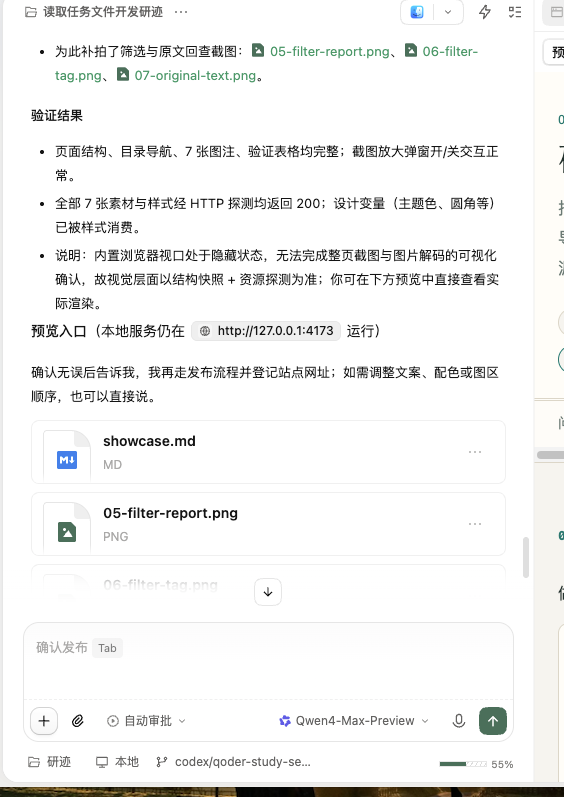 读取任务文件开发研迹 ···
为此补拍了筛选与原文回查截图： 05-filter-report.png、 06-filter-
tag.png、 07-original-text.png。
验证结果
页面结构、目录导航、7 张图注、验证表格均完整；截图放大弹窗开/关交互正
常。
全部 7 张素材与样式经 HTTP 探测均返回 200；设计变量（主题色、圆角等）
已被样式消费。
说明：内置浏览器视口处于隐藏状态，无法完成整页截图与图片解码的可视化
确认，故视觉层面以结构快照 + 资源探测为准；你可在下方预览中直接查看实
际渲染。
预览入口（本地服务仍在 http://127.0.0.1:4173 运行）
确认无误后告诉我，我再走发布流程并登记站点网址；如需调整文案、配色或图区
顺序，也可以直接说。
showcase.md
MD
05-filter-report.png
PNG
06-filter-tag.png
确认发布 Tab
自动审批
Qwen4-Max-Preview
研迹
本地
codex/qoder-study-se...
55%